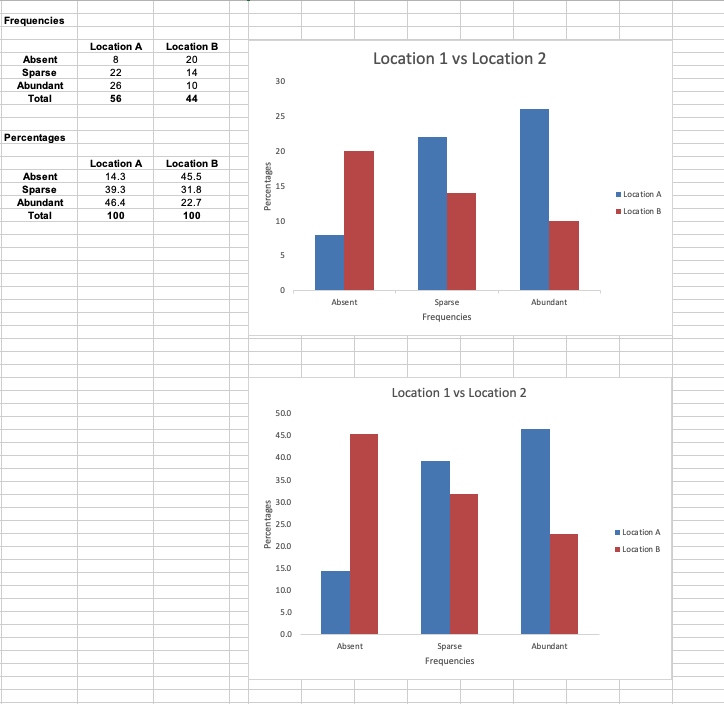 Frequencies
Location A Location B
Absent 8 20
Sparse 22 14
Abundant 26 10
Total 56 44
Percentages
Location A Location B
Absent 14.3 45.5
Sparse 39.3 31.8
Abundant 46.4 22.7
Total 100 100
Location 1 vs Location 2
30
25
20
15
10
5
0
Percentages
Absent Sparse Abundant
Frequencies
Location A
Location B
Location 1 vs Location 2
50.0
45.0
40.0
35.0
30.0
25.0
20.0
15.0
10.0
5.0
0.0
Percentages
Absent Sparse Abundant
Frequencies
Location A
Location B